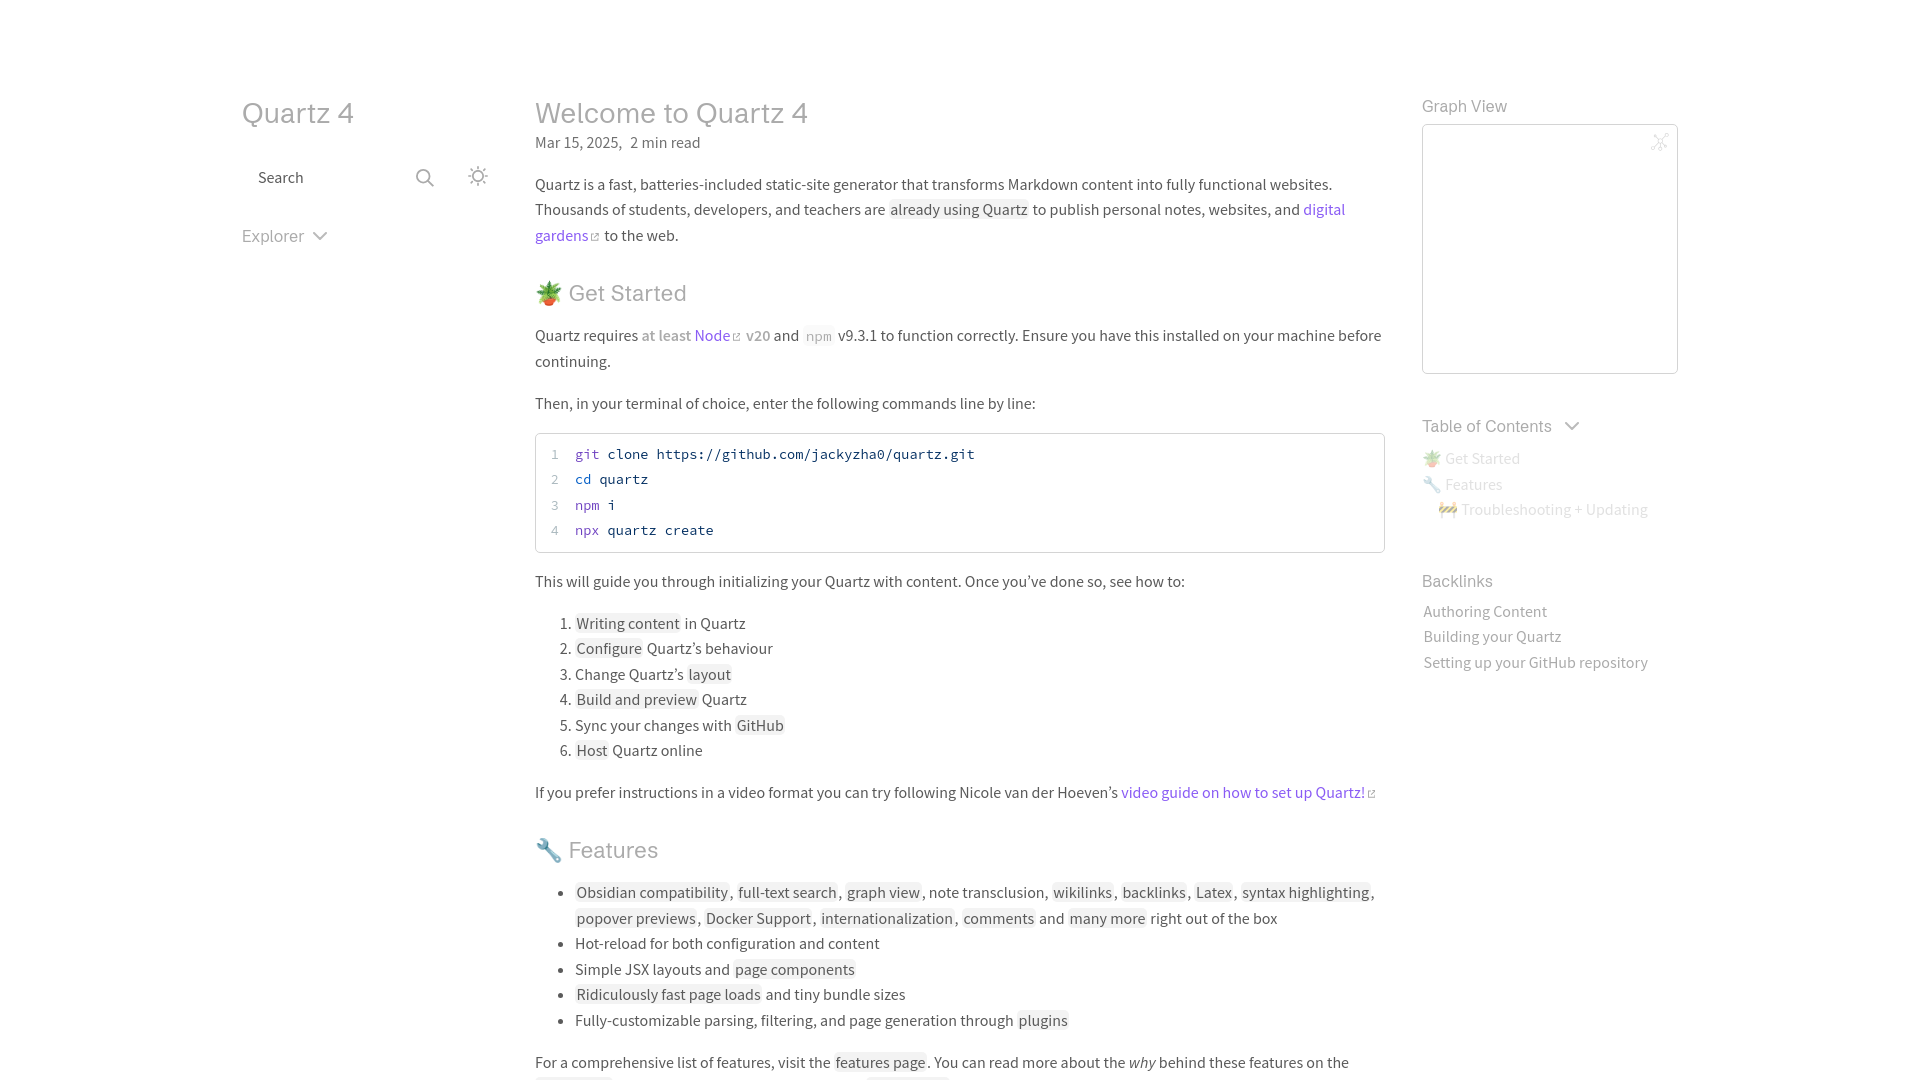 Quartz 4
Search
Explorer
Welcome to Quartz 4
Mar 15, 2025, 2 min read
Quartz is a fast, batteries-included static-site generator that transforms Markdown content into fully functional websites.
Thousands of students, developers, and teachers are already using Quartz to publish personal notes, websites, and digital
gardens to the web.
🪴 Get Started
Quartz requires at least Node v20 and npm v9.3.1 to function correctly. Ensure you have this installed on your machine before
continuing.
Then, in your terminal of choice, enter the following commands line by line:
1 git clone https://github.com/jackyzha0/quartz.git
2 cd quartz
3 npm i
4 npx quartz create
This will guide you through initializing your Quartz with content. Once you’ve done so, see how to:
1. Writing content in Quartz
2. Configure Quartz’s behaviour
3. Change Quartz’s layout
4. Build and preview Quartz
5. Sync your changes with GitHub
6. Host Quartz online
If you prefer instructions in a video format you can try following Nicole van der Hoeven’s video guide on how to set up Quartz!
🔧 Features
• Obsidian compatibility, full-text search, graph view, note transclusion, wikilinks, backlinks, Latex, syntax highlighting,
popover previews, Docker Support, internationalization, comments and many more right out of the box
• Hot-reload for both configuration and content
• Simple JSX layouts and page components
• Ridiculously fast page loads and tiny bundle sizes
• Fully-customizable parsing, filtering, and page generation through plugins
For a comprehensive list of features, visit the features page. You can read more about the why behind these features on the
Graph View
Table of Contents
🪴 Get Started
🔧 Features
🚧 Troubleshooting + Updating
Backlinks
Authoring Content
Building your Quartz
Setting up your GitHub repository